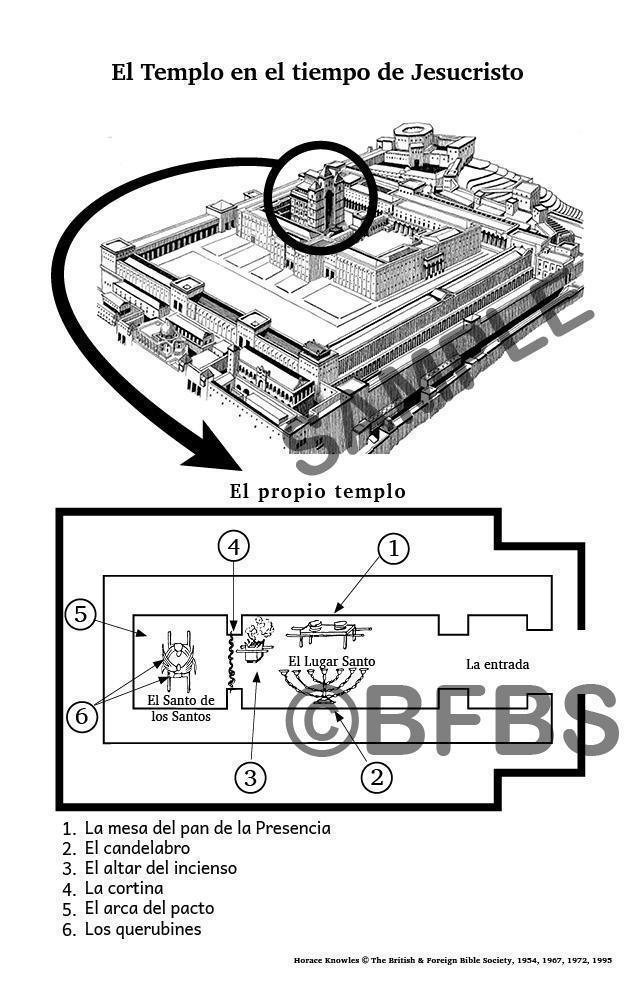 El Templo en el tiempo de Jesucristo
SAMPLE
El propio templo
4
1
5
El Lugar Santo
La entrada
El Santo de
los Santos
6
©BFBS
3
2
1. La mesa del pan de la Presencia
2. El candelabro
3. El altar del incienso
4. La cortina
5. El arca del pacto
6. Los querubines
Horace Knowles © The British & Foreign Bible Society, 1954, 1967, 1972, 1995